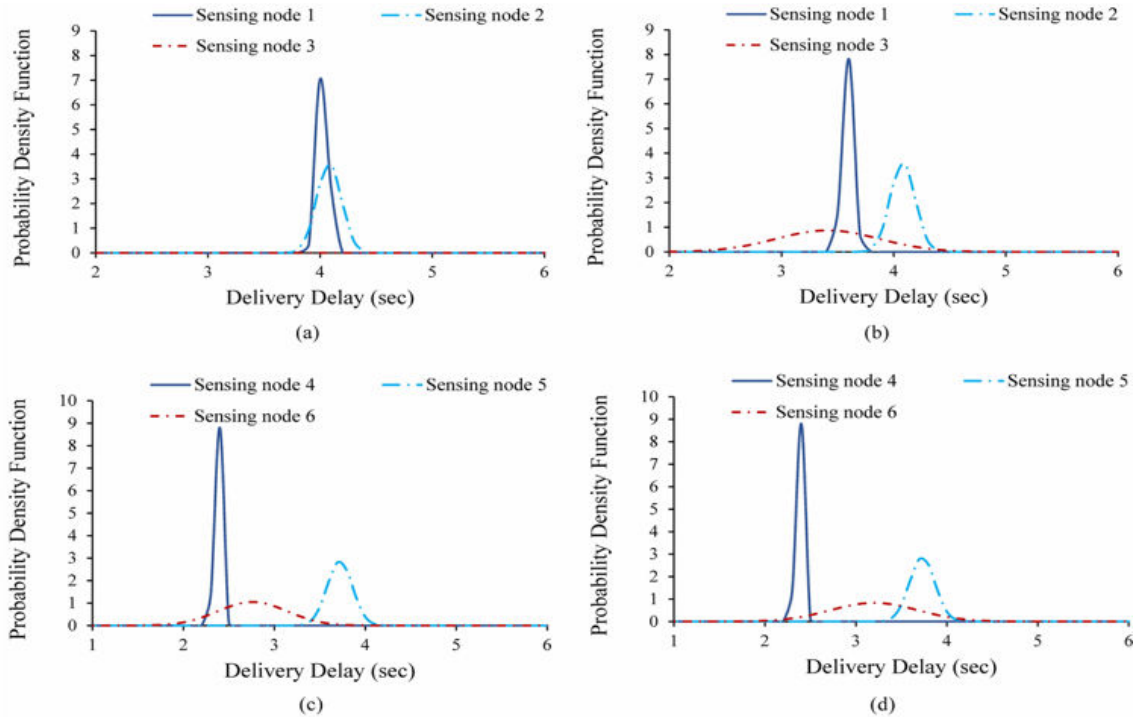 Sensing node 1
Sensing node 2
Sensing node 3
Probability Density Function
9
8
7
6
5
4
3
2
1
0
2
3
4
5
6
Delivery Delay (sec)
(a)
Sensing node 1
Sensing node 2
Sensing node 3
Probability Density Function
9
8
7
6
5
4
3
2
1
0
2
3
4
5
6
Delivery Delay (sec)
(b)
Sensing node 4
Sensing node 5
Sensing node 6
Probability Density Function
10
9
8
7
6
5
4
3
2
1
0
1
2
3
4
5
6
Delivery Delay (sec)
(c)
Sensing node 4
Sensing node 5
Sensing node 6
Probability Density Function
10
9
8
7
6
5
4
3
2
1
0
1
2
3
4
5
6
Delivery Delay (sec)
(d)